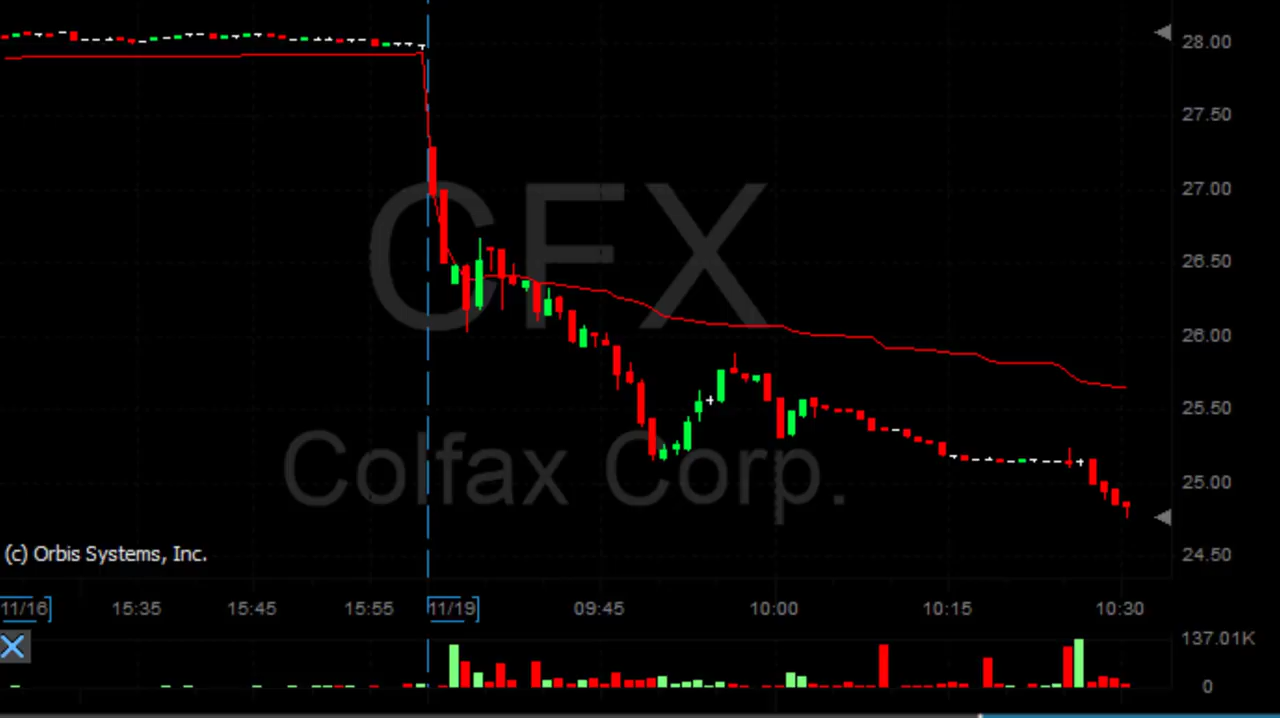 CFX
Colfax Corp.
28.00
27.50
27.00
26.50
26.00
25.50
25.00
24.50
(c) Orbis Systems, Inc.
11/16] 15:35 15:45 15:55 [11/19] 09:45 10:00 10:15 10:30
137.01K
0